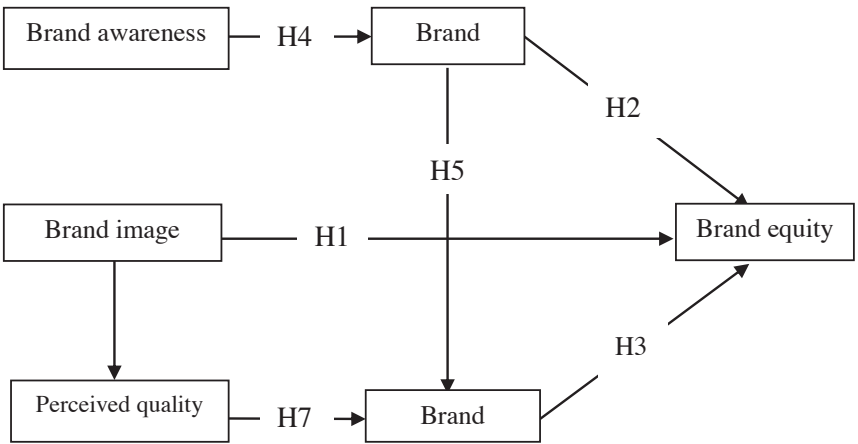 Brand awareness
H4
Brand
H2
H5
Brand image
H1
Brand equity
H3
Perceived quality
H7
Brand